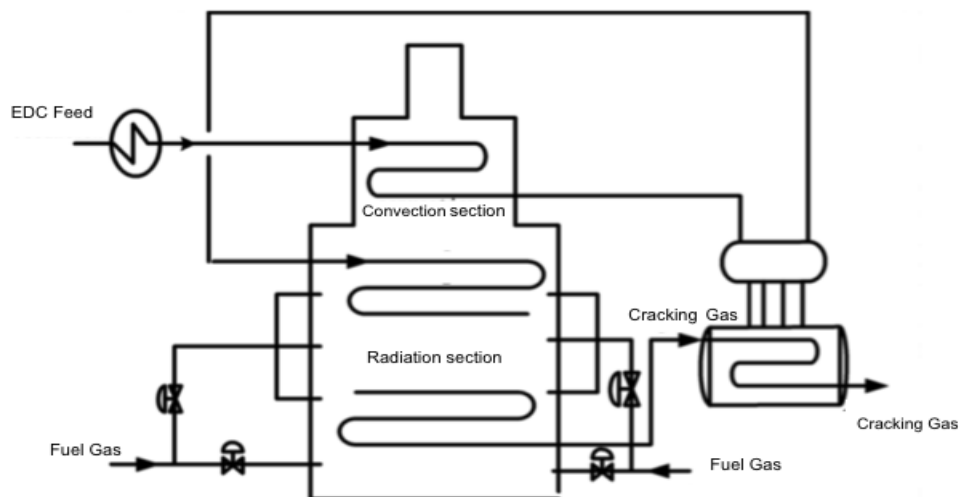 EDC Feed
Convection section
Cracking Gas
Radiation section
Cracking Gas
Fuel Gas
Fuel Gas